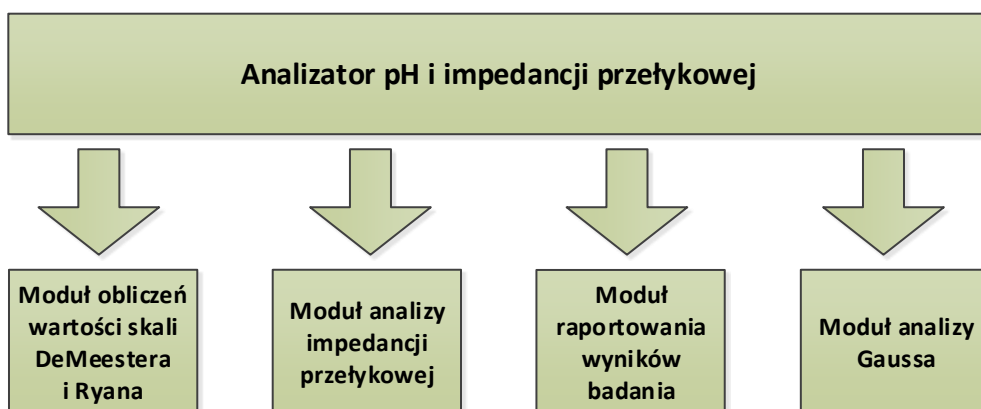 Analizator pH i impedancji przełykowej
Moduł obliczeń
wartości skali
DeMeestera
i Ryana
Moduł analizy
impedancji
przełykowej
Moduł
raportowania
wyników
badania
Moduł analizy
Gaussa